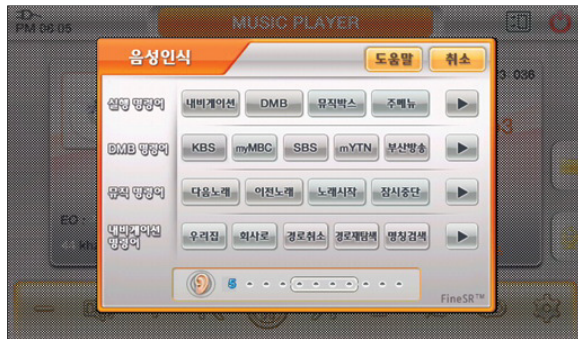 PM 06:05
MUSIC PLAYER
음성인식
도움말
취소
3 036
실행 명령어
내비게이션
DMB
뮤직박스
주메뉴
DMB 명령어
KBS
myMBC
SBS
mYTN
부산방송
뮤직 명령어
다음노래
이전노래
노래시작
잠시중단
EQ :
내비게이션
명령어
우리집
회사로
경로취소
경로재탐색
명칭검색
5
FineSR™